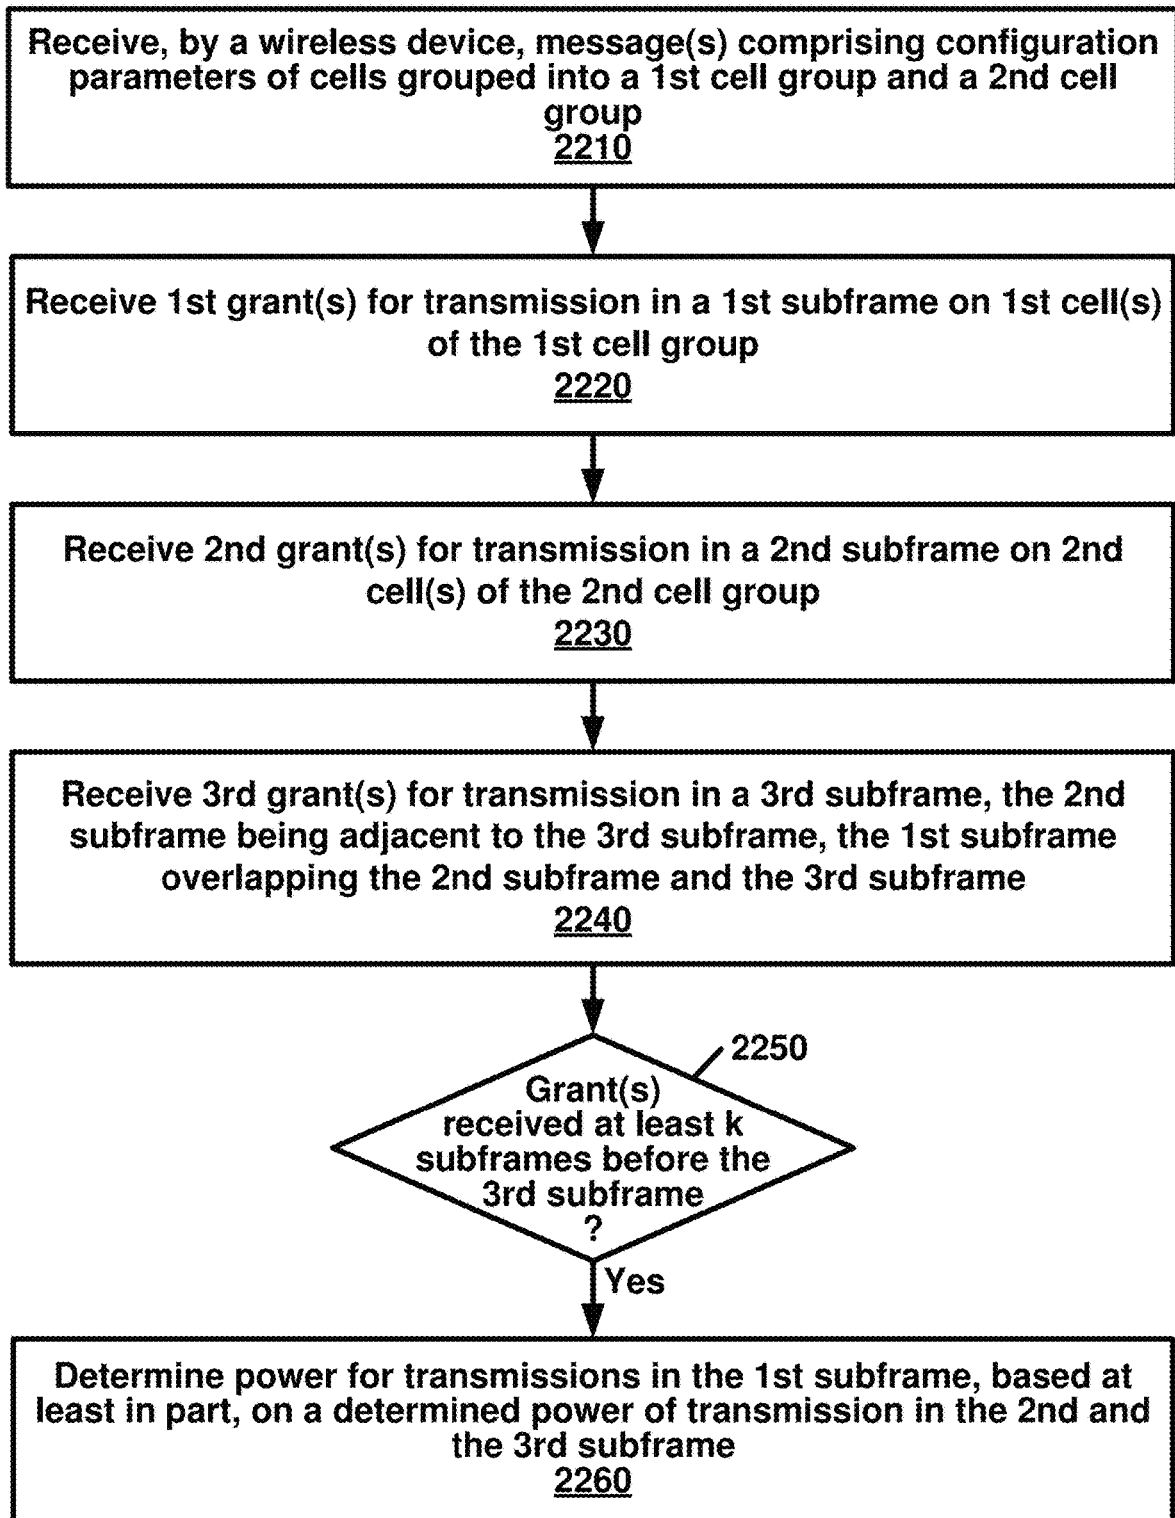 Receive, by a wireless device, message(s) comprising configuration
parameters of cells grouped into a 1st cell group and a 2nd cell
group
2210
Receive 1st grant(s) for transmission in a 1st subframe on 1st cell(s)
of the 1st cell group
2220
Receive 2nd grant(s) for transmission in a 2nd subframe on 2nd
cell(s) of the 2nd cell group
2230
Receive 3rd grant(s) for transmission in a 3rd subframe, the 2nd
subframe being adjacent to the 3rd subframe, the 1st subframe
overlapping the 2nd subframe and the 3rd subframe
2240
2250
Grant(s)
received at least k
subframes before the
3rd subframe
?
Yes
Determine power for transmissions in the 1st subframe, based at
least in part, on a determined power of transmission in the 2nd and
the 3rd subframe
2260